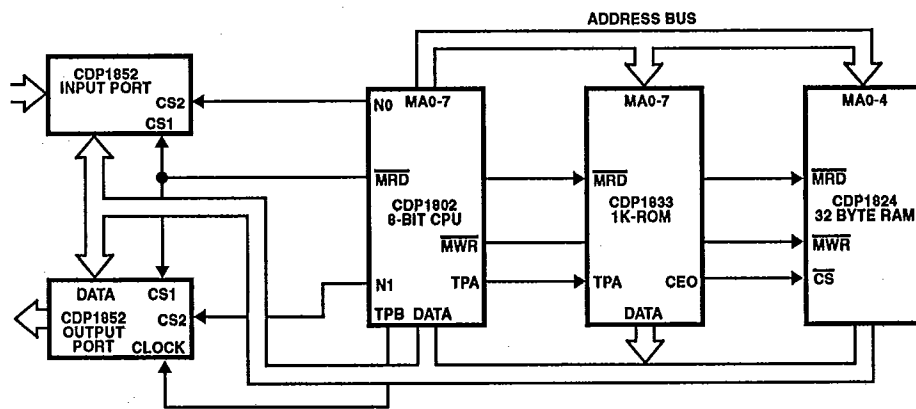 ADDRESS BUS
CDP1852
INPUT PORT
CS2
CS1
N0
MA0-7
MRD
CDP1802
8-BIT CPU
MWR
N1
TPA
TPB
DATA
MA0-7
MRD
CDP1833
1K-ROM
TPA
CEO
DATA
MA0-4
MRD
CDP1824
32 BYTE RAM
MWR
CS
DATA
CS1
CDP1852
CS2
OUTPUT
PORT
CLOCK